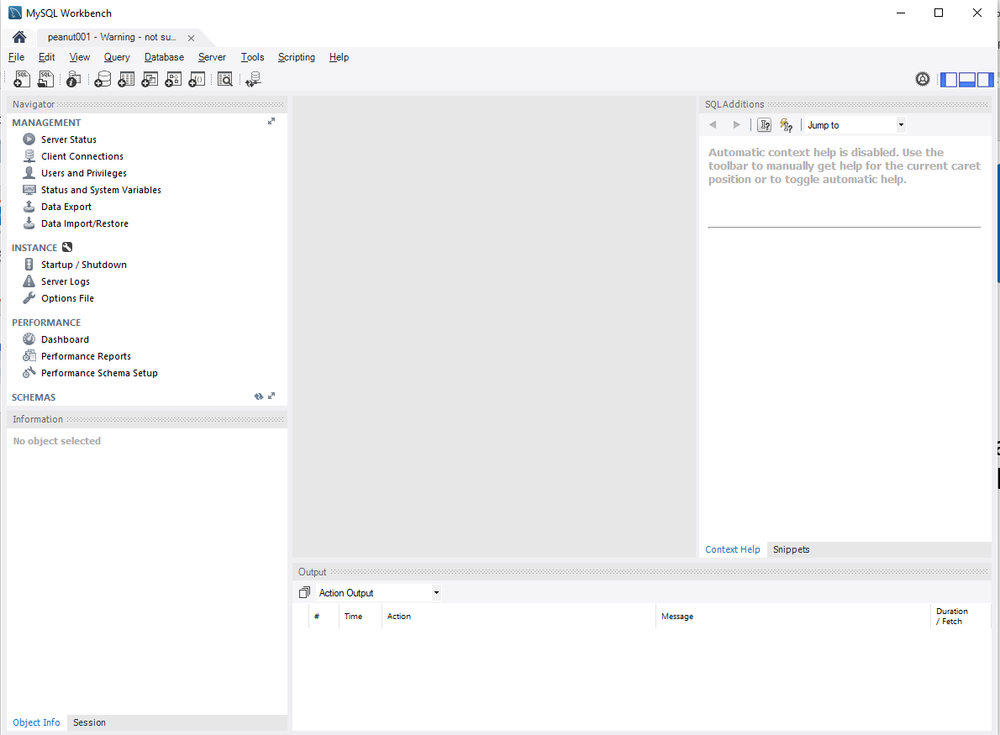 MySQL Workbench
peanut001 - Warning - not su...
File Edit View Query Database Server Tools Scripting Help
Navigator
MANAGEMENT
Server Status
Client Connections
Users and Privileges
Status and System Variables
Data Export
Data Import/Restore
INSTANCE
Startup / Shutdown
Server Logs
Options File
PERFORMANCE
Dashboard
Performance Reports
Performance Schema Setup
SCHEMAS
Information
No object selected
Object Info Session
SQLAdditions
Jump to
Automatic context help is disabled. Use the
toolbar to manually get help for the current caret
position or to toggle automatic help.
Context Help Snippets
Output
Action Output
# Time Action Message Duration
/ Fetch